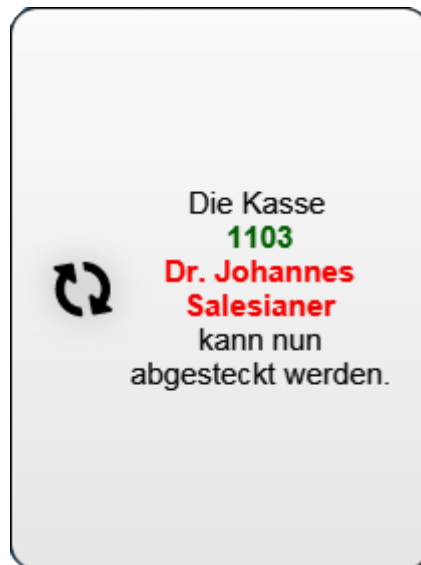 Die Kasse
1103
Dr. Johannes
Salesianer
kann nun
abgesteckt werden.